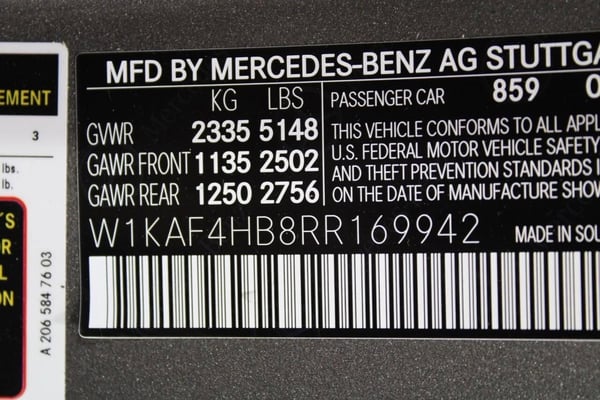 MFD BY MERCEDES-BENZ AG STUTTGA
KG LBS
GVWR 2335 5148
GAWR FRONT 1135 2502
GAWR REAR 1250 2756
PASSENGER CAR 859 0
THIS VEHICLE CONFORMS TO ALL APPL
U.S. FEDERAL MOTOR VEHICLE SAFETY
AND THEFT PREVENTION STANDARDS I
ON THE DATE OF MANUFACTURE SHOW
W1KAF4HB8RR169942
MADE IN SOU
EMENT
3
lbs.
lb.
'S
R
L
ON
A 206 584 76 03